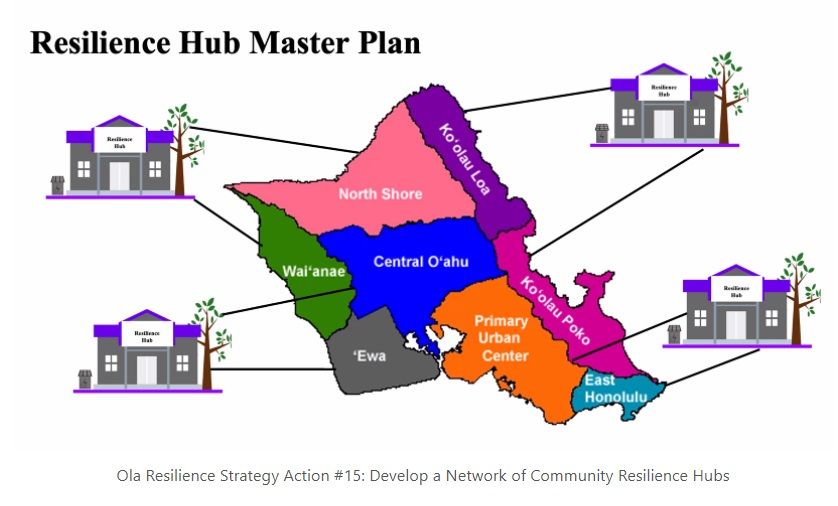 Resilience Hub Master Plan
Resilience
Hub
Resilience
Hub
Koʻolau Loa
North Shore
Waiʻanae
Central Oʻahu
Koʻolau Poko
Resilience
Hub
Resilience
Hub
Primary
Urban
Center
ʻEwa
East
Honolulu
Ola Resilience Strategy Action #15: Develop a Network of Community Resilience Hubs